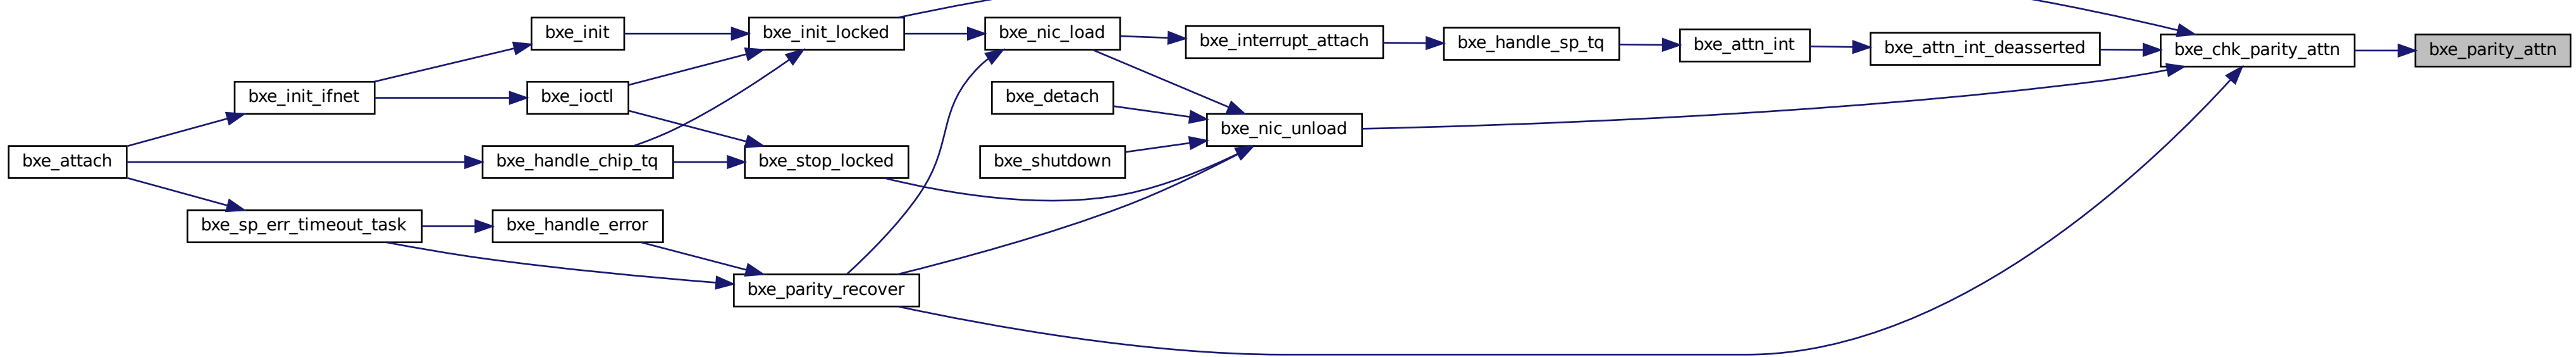 bxe_init
bxe_init_locked
bxe_nic_load
bxe_interrupt_attach
bxe_handle_sp_tq
bxe_attn_int
bxe_attn_int_deasserted
bxe_chk_parity_attn
bxe_parity_attn
bxe_init_ifnet
bxe_ioctl
bxe_detach
bxe_nic_unload
bxe_attach
bxe_handle_chip_tq
bxe_stop_locked
bxe_shutdown
bxe_sp_err_timeout_task
bxe_handle_error
bxe_parity_recover